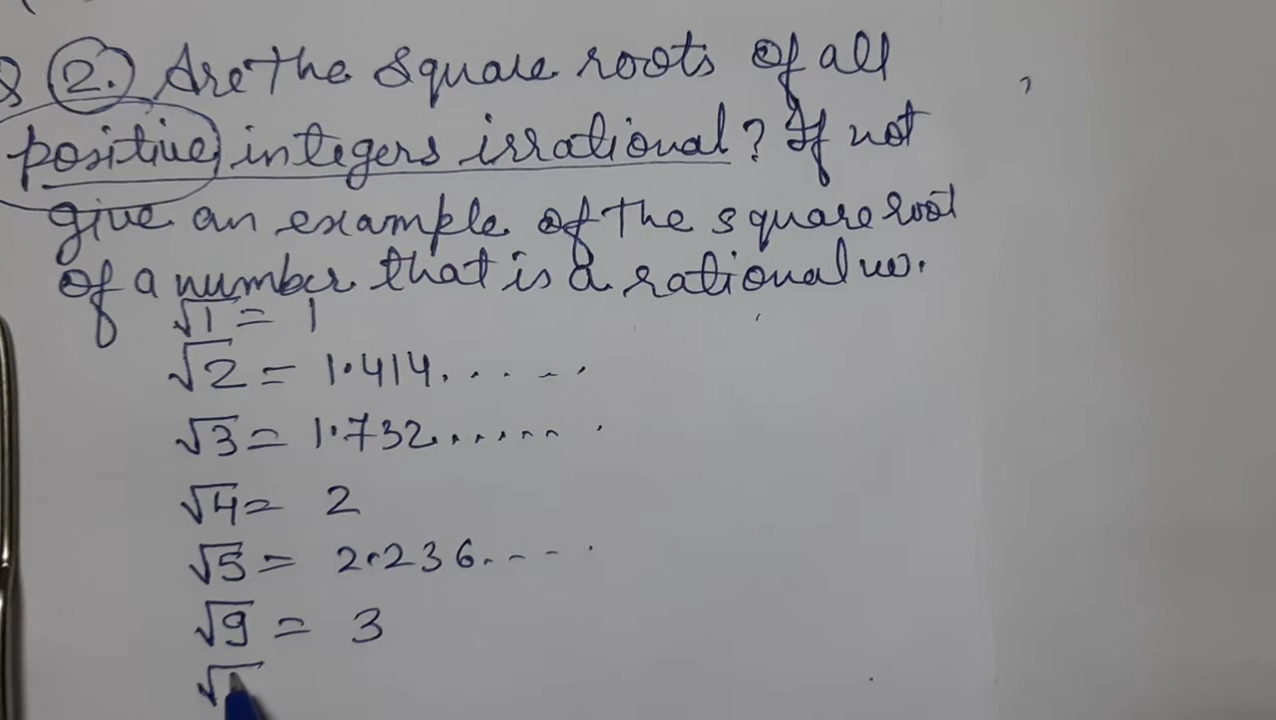 2. Are the square roots of all
positive integers irrational? If not
give an example of the square root
of a number that is a rational no.
√1 = 1
√2 = 1.414.....
√3 = 1.732......
√4 = 2
√5 = 2.236....
√9 = 3
√